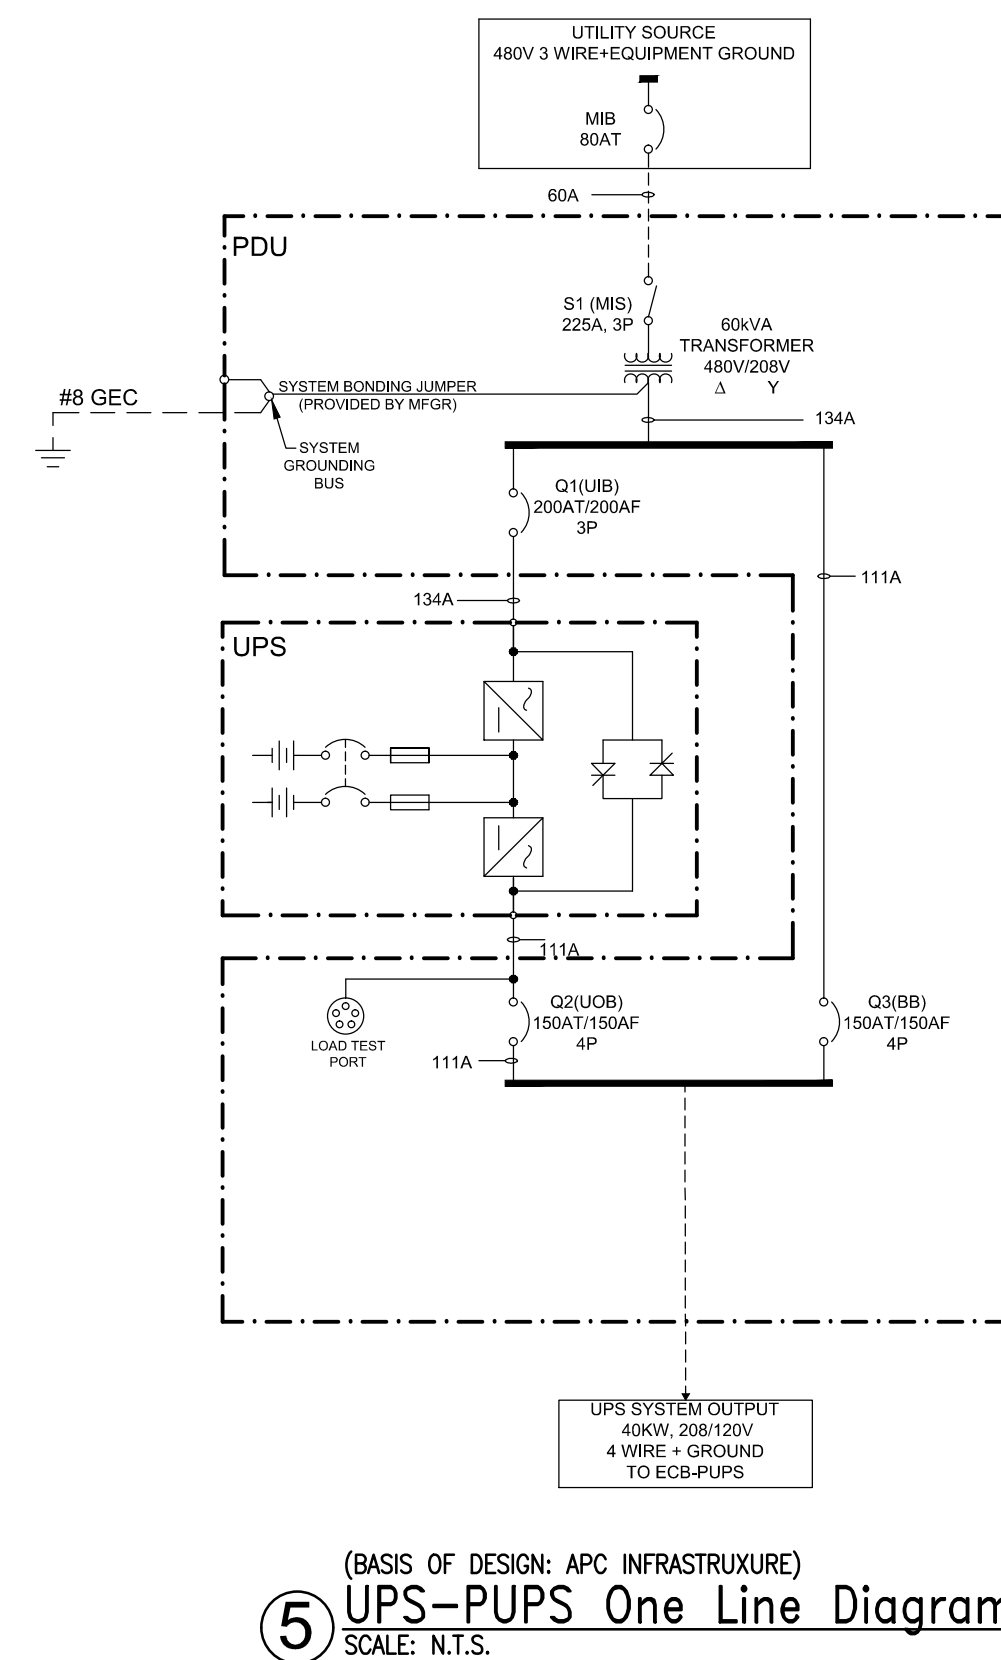 UTILITY SOURCE
480V 3 WIRE+EQUIPMENT GROUND
MIB
80AT
60A
PDU
S1 (MIS)
225A, 3P
60kVA
TRANSFORMER
480V/208V
Δ Y
#8 GEC
SYSTEM BONDING JUMPER
(PROVIDED BY MFGR)
134A
SYSTEM
GROUNDING
BUS
Q1(UIB)
200AT/200AF
3P
111A
134A
UPS
111A
LOAD TEST
PORT
Q2(UOB)
150AT/150AF
4P
Q3(BB)
150AT/150AF
4P
111A
UPS SYSTEM OUTPUT
40KW, 208/120V
4 WIRE + GROUND
TO ECB-PUPS
(BASIS OF DESIGN: APC INFRASTRUXURE)
5 UPS-PUPS One Line Diagram
SCALE: N.T.S.